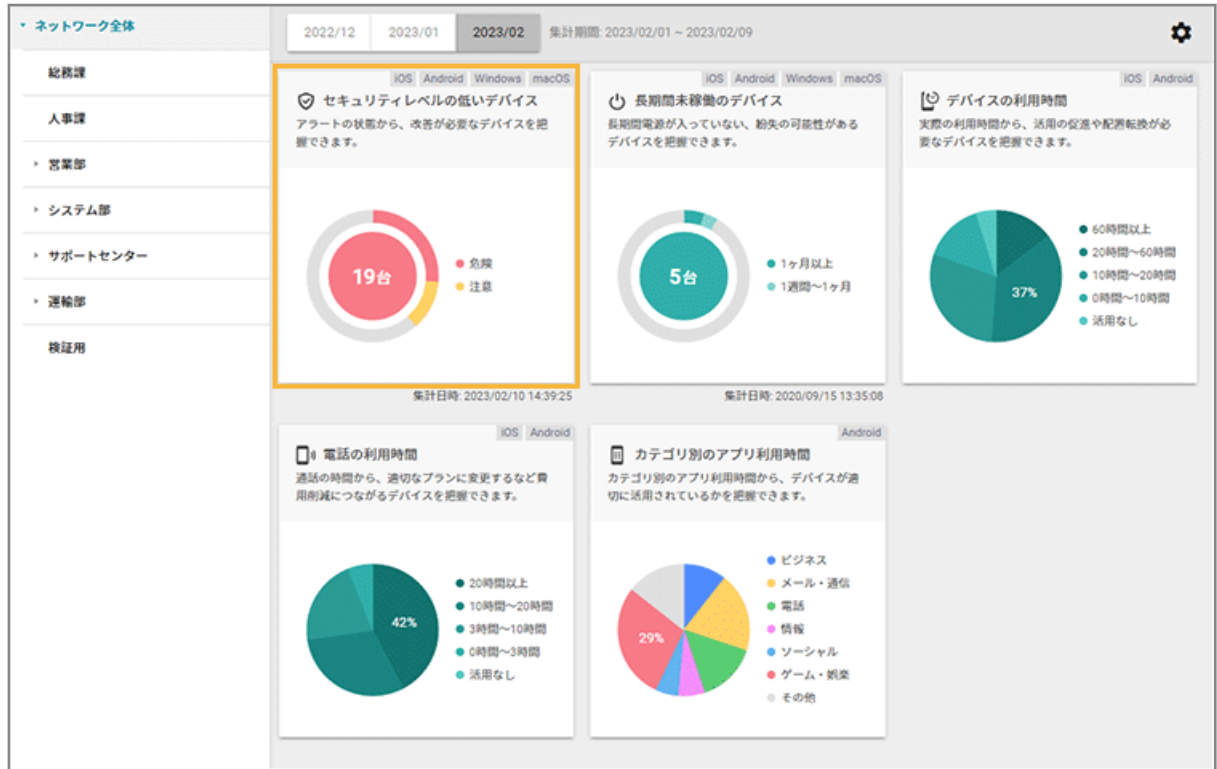 ネットワーク全体
総務課
人事課
営業部
システム部
サポートセンター
運輸部
検証用
2022/12
2023/01
2023/02
集計期間: 2023/02/01 ~ 2023/02/09
iOS Android Windows macOS
セキュリティレベルの低いデバイス
アラートの状態から、改善が必要なデバイスを把
握できます。
19台
危険
注意
集計日時: 2023/02/10 14:39:25
iOS Android Windows macOS
長期間未稼働のデバイス
長期間電源が入っていない、紛失の可能性がある
デバイスを把握できます。
5台
1ヶ月以上
1週間〜1ヶ月
集計日時: 2020/09/15 13:35:08
iOS Android
デバイスの利用時間
実際の利用時間から、活用の促進や配置転換が必
要なデバイスを把握できます。
37%
60時間以上
20時間〜60時間
10時間〜20時間
0時間〜10時間
活用なし
iOS Android
電話の利用時間
通話の時間から、適切なプランに変更するなど費
用削減につながるデバイスを把握できます。
42%
20時間以上
10時間〜20時間
3時間〜10時間
0時間〜3時間
活用なし
Android
カテゴリ別のアプリ利用時間
カテゴリ別のアプリ利用時間から、デバイスが適
切に活用されているかを把握できます。
29%
ビジネス
メール・通信
電話
情報
ソーシャル
ゲーム・娯楽
その他